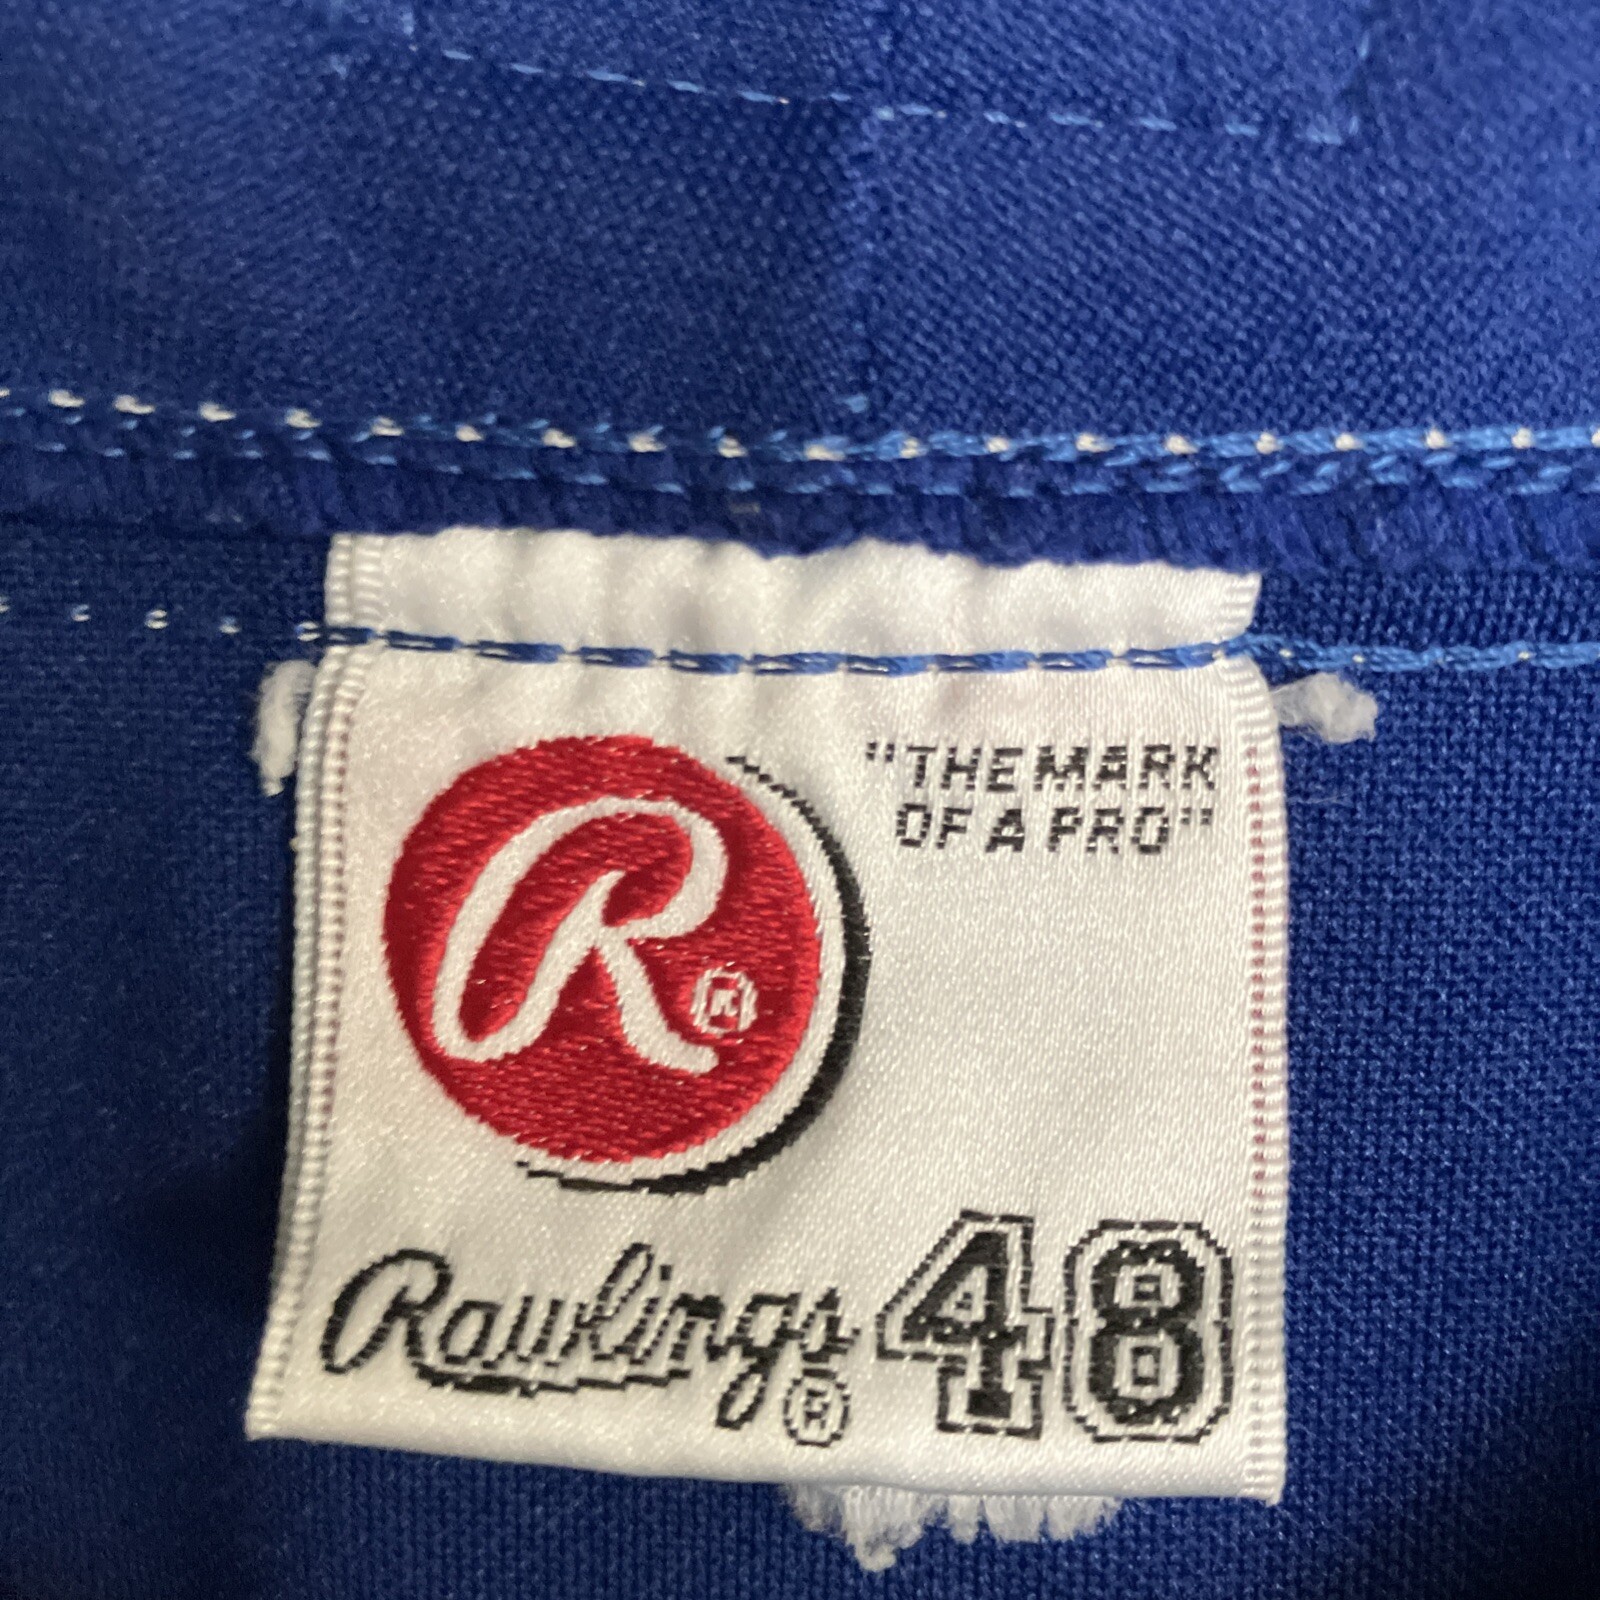 "THE MARK
OF A PRO"
R®
Rawlings® 48